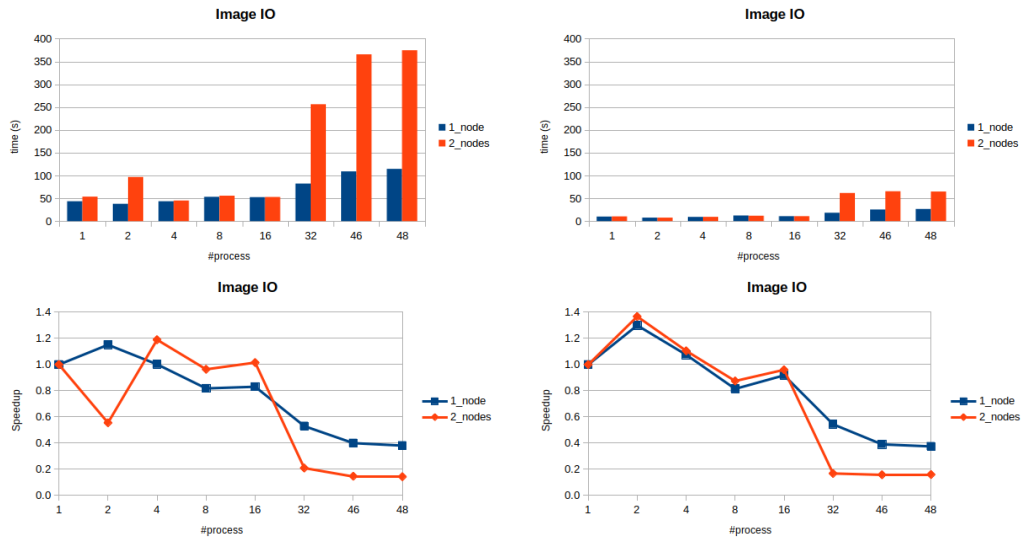 Image IO
400
350
300
250
200
150
100
50
0
time (s)
1 2 4 8 16 32 46 48
#process
1_node
2_nodes
Image IO
400
350
300
250
200
150
100
50
0
time (s)
1 2 4 8 16 32 46 48
#process
1_node
2_nodes
Image IO
1.4
1.2
1.0
0.8
0.6
0.4
0.2
0.0
Speedup
1 2 4 8 16 32 46 48
#process
1_node
2_nodes
Image IO
1.4
1.2
1.0
0.8
0.6
0.4
0.2
0.0
Speedup
1 2 4 8 16 32 46 48
#process
1_node
2_nodes